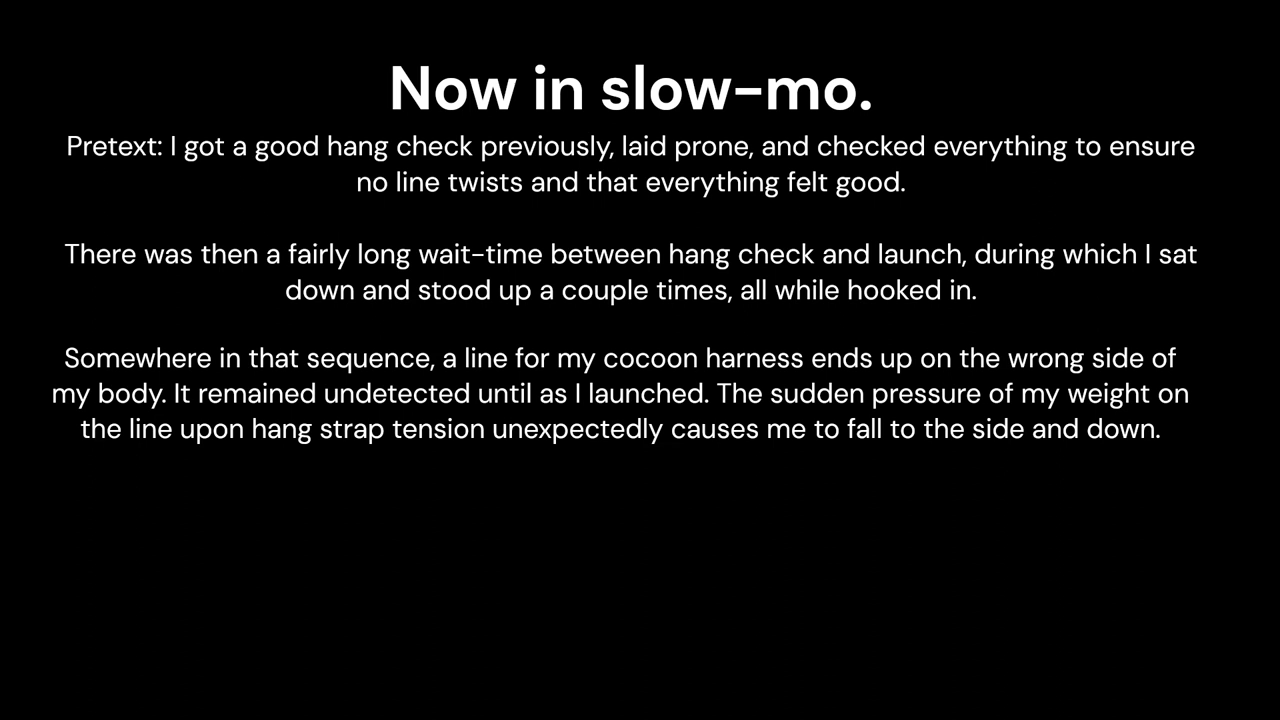 Now in slow-mo.
Pretext: I got a good hang check previously, laid prone, and checked everything to ensure
no line twists and that everything felt good.
There was then a fairly long wait-time between hang check and launch, during which I sat
down and stood up a couple times, all while hooked in.
Somewhere in that sequence, a line for my cocoon harness ends up on the wrong side of
my body. It remained undetected until as I launched. The sudden pressure of my weight on
the line upon hang strap tension unexpectedly causes me to fall to the side and down.